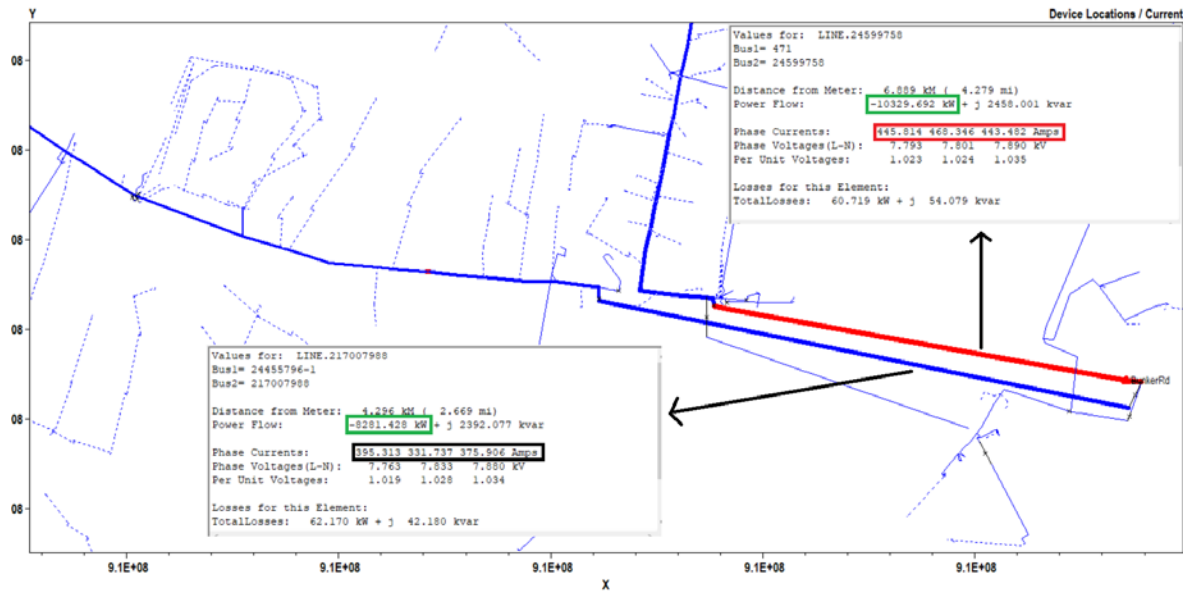 Y
Device Locations / Current
Values for: LINE.24599758
Bus1= 471
Bus2= 24599758
Distance from Meter: 6.889 kM ( 4.279 mi)
Power Flow: -10329.692 kW + j 2458.001 kvar
Phase Currents: 445.814 468.346 443.482 Amps
Phase Voltages(L-N): 7.793 7.801 7.890 kV
Per Unit Voltages: 1.023 1.024 1.035
Losses for this Element:
TotalLosses: 60.719 kW + j 54.079 kvar
08
08
08
08
08
08
Values for: LINE.217007988
Bus1= 24455796-1
Bus2= 217007988
Distance from Meter: 4.296 kM ( 2.669 mi)
Power Flow: -8281.428 kW + j 2392.077 kvar
Phase Currents: 395.313 331.737 375.906 Amps
Phase Voltages(L-N): 7.763 7.833 7.880 kV
Per Unit Voltages: 1.019 1.028 1.034
Losses for this Element:
TotalLosses: 62.170 kW + j 42.180 kvar
9.1E+08 9.1E+08 9.1E+08 9.1E+08 9.1E+08
X